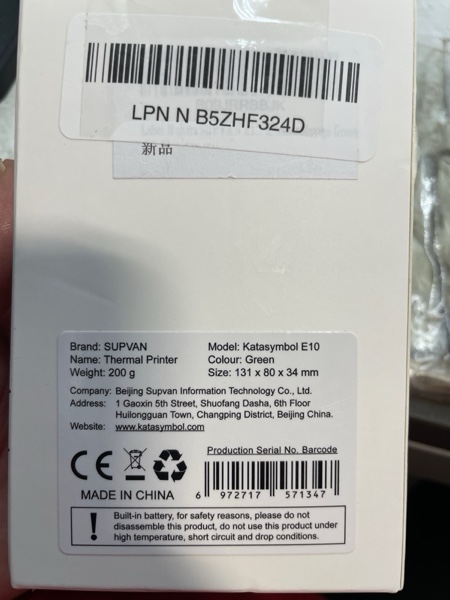 LPN N B5ZHF324D
新品
Brand: SUPVAN Model: Katasymbol E10
Name: Thermal Printer Colour: Green
Weight: 200 g Size: 131 x 80 x 34 mm
Company: Beijing Supvan Information Technology Co., Ltd.
Address: 1 Gaoxin 5th Street, Shuofang Dasha, 6th Floor
Huilongguan Town, Changping District, Beijing China.
Website: www.katasymbol.com
Production Serial No. Barcode
CE
MADE IN CHINA
6 972717 571347
! Built-in battery, for safety reasons, please do not
disassemble this product, do not use this product under
high temperature, short circuit and drop conditions.